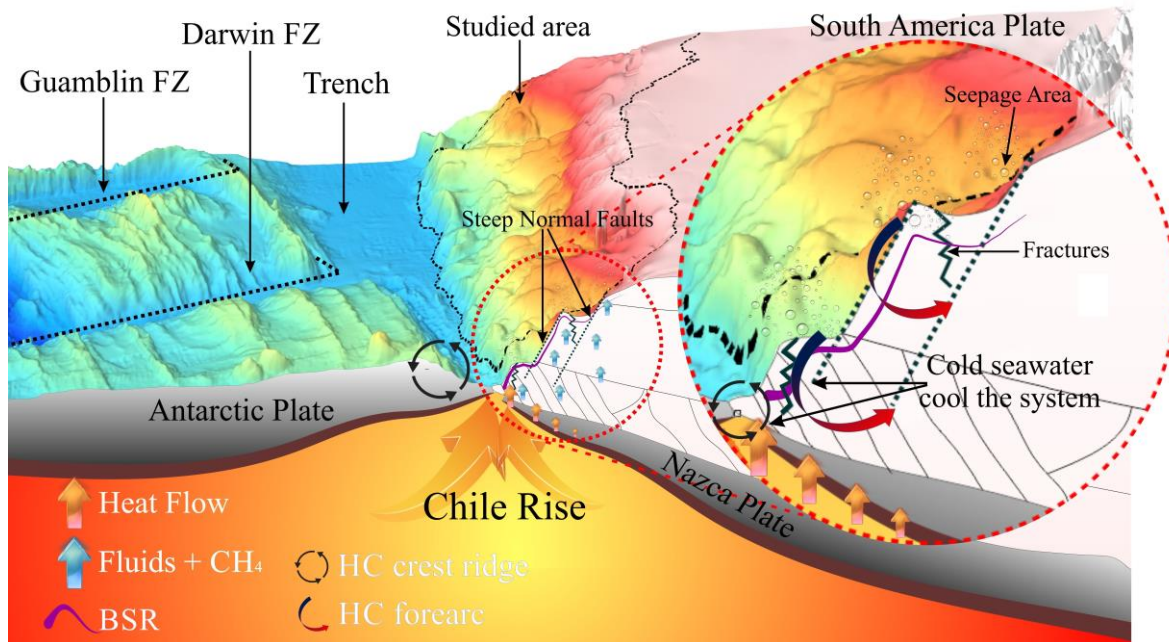 Guamblin FZ
Darwin FZ
Trench
Studied area
South America Plate
Seepage Area
Steep Normal Faults
Fractures
Cold seawater
cool the system
Antarctic Plate
Nazca Plate
Chile Rise
Heat Flow
Fluids + CH₄
BSR
HC crest ridge
HC forearc